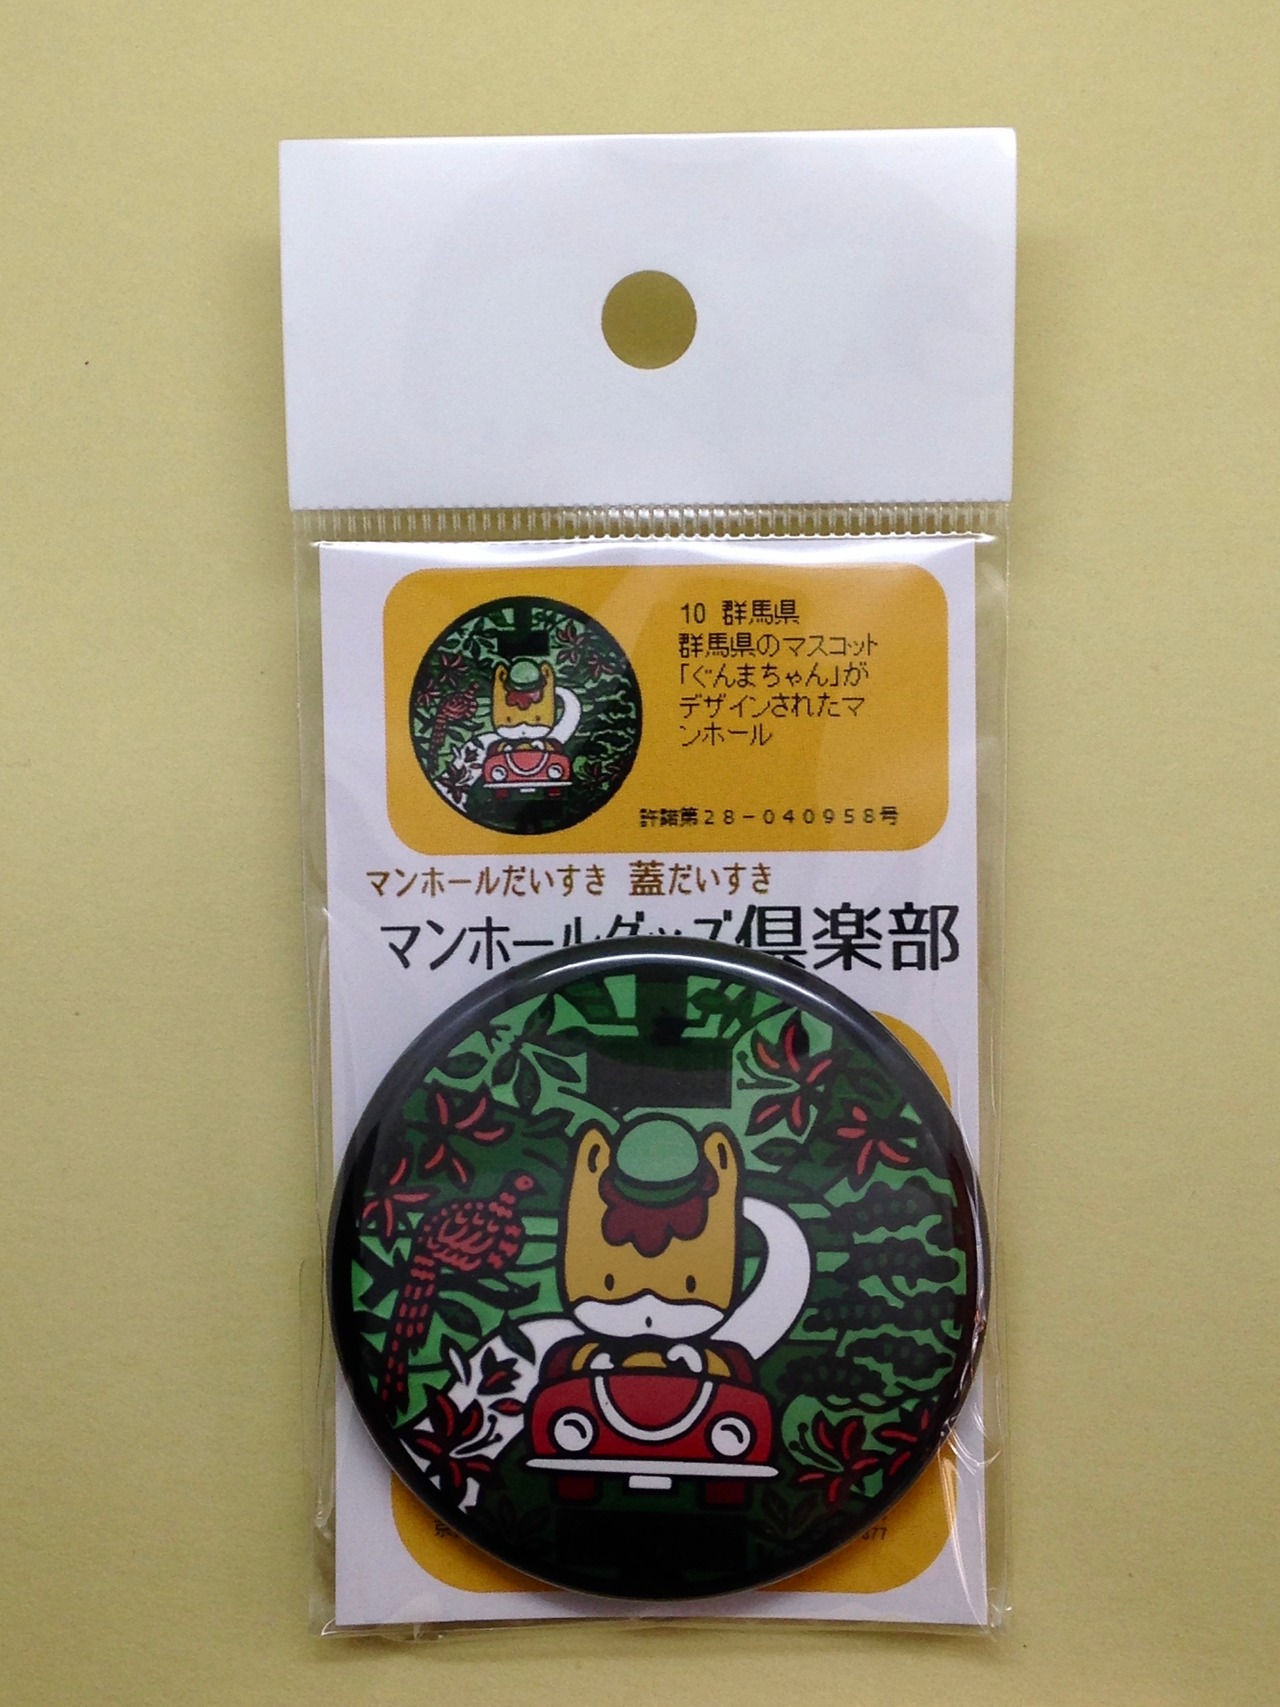 10 群馬県
群馬県のマスコット
「ぐんまちゃん」が
デザインされたマ
ンホール
許諾第28-040958号
マンホールだいすき 蓋だいすき
マンホールグッズ倶楽部
877